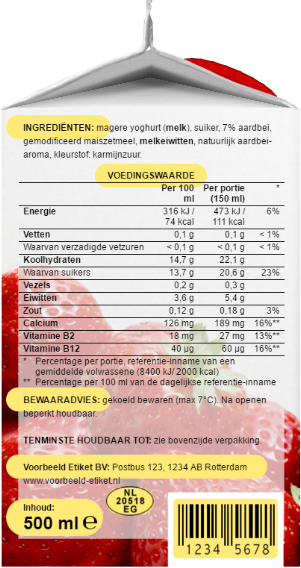 INGREDIËNTEN: magere yoghurt (melk), suiker, 7% aardbei,
gemodificeerd maiszetmeel, melkeiwitten, natuurlijk aardbei-
aroma, kleurstof: karmijnzuur.
VOEDINGSWAARDE
Per 100 ml Per portie (150 ml) *
Energie 316 kJ / 74 kcal 473 kJ / 111 kcal 6%
Vetten 0,1 g 0,1 g < 1%
Waarvan verzadigde vetzuren < 0,1 g < 0,1 g < 1%
Koolhydraten 14,7 g 22,1 g
Waarvan suikers 13,7 g 20,6 g 23%
Vezels 0,2 g 0,3 g
Eiwitten 3,6 g 5,4 g
Zout 0,12 g 0,18 g 3%
Calcium 126 mg 189 mg 16%**
Vitamine B2 18 mg 27 mg 13%**
Vitamine B12 40 µg 60 µg 16%**
* Percentage per portie, referentie-inname van een
gemiddelde volwassene (8400 kJ/ 2000 kcal)
** Percentage per 100 ml van de dagelijkse referentie-inname
BEWAARADVIES: gekoeld bewaren (max 7°C). Na openen
beperkt houdbaar.
TENMINSTE HOUDBAAR TOT: zie bovenzijde verpakking.
Voorbeeld Etiket BV: Postbus 123, 1234 AB Rotterdam
www.voorbeeld-etiket.nl
NL
20518
EG
Inhoud:
500 ml ℮
1234 5678